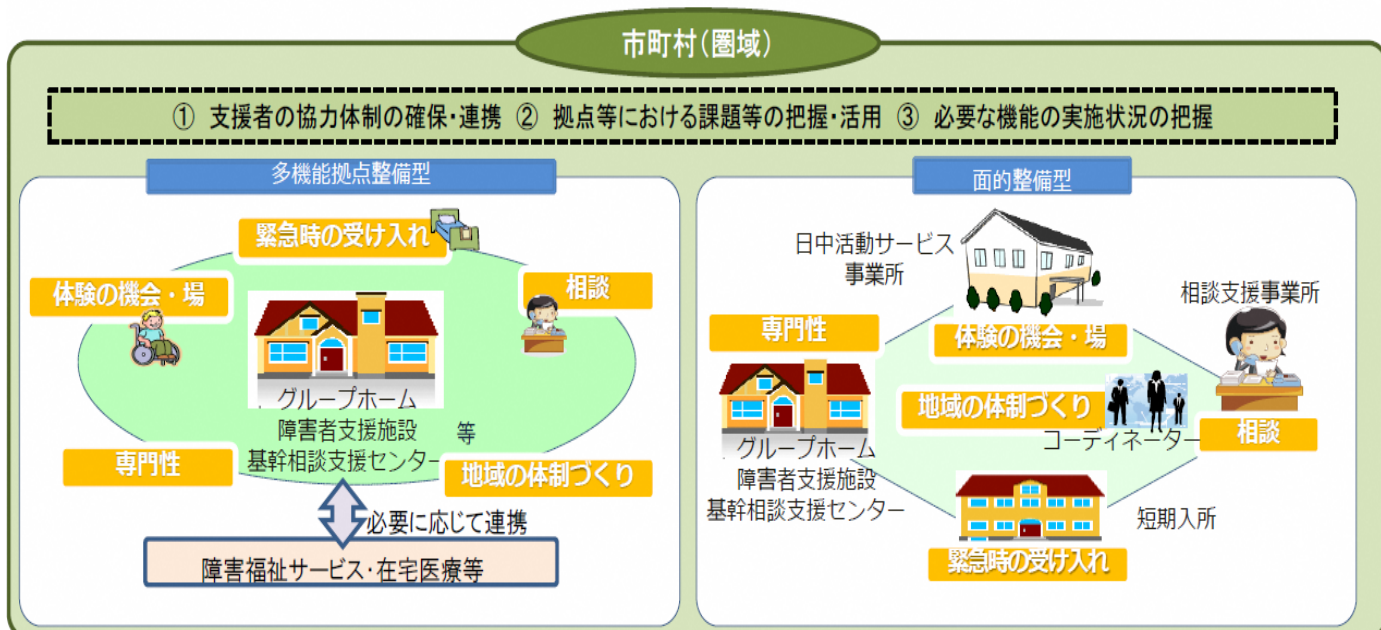 市町村(圏域)
① 支援者の協力体制の確保・連携 ② 拠点等における課題等の把握・活用 ③ 必要な機能の実施状況の把握
多機能拠点整備型
緊急時の受け入れ
体験の機会・場
相談
グループホーム
障害者支援施設 等
基幹相談支援センター
専門性
地域の体制づくり
必要に応じて連携
障害福祉サービス・在宅医療等
面的整備型
日中活動サービス
事業所
相談支援事業所
専門性
体験の機会・場
地域の体制づくり
コーディネーター
相談
グループホーム
障害者支援施設
基幹相談支援センター
短期入所
緊急時の受け入れ